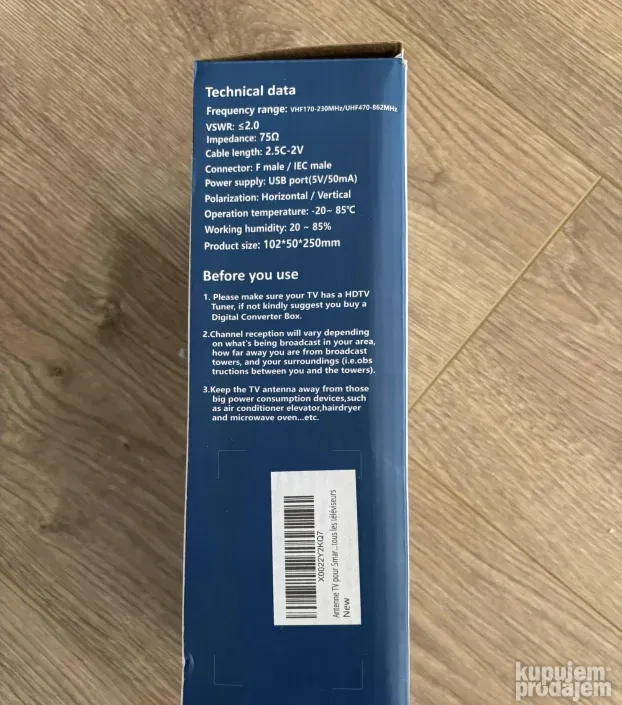 Technical data
Frequency range: VHF170-230MHz/UHF470-862MHz
VSWR: ≤2.0
Impedance: 75Ω
Cable length: 2.5C-2V
Connector: F male / IEC male
Power supply: USB port(5V/50mA)
Polarization: Horizontal / Vertical
Operation temperature: -20~ 85℃
Working humidity: 20 ~ 85%
Product size: 102*50*250mm
Before you use
1. Please make sure your TV has a HDTV
Tuner, if not kindly suggest you buy a
Digital Converter Box.
2.Channel reception will vary depending
on what's being broadcast in your area,
how far away you are from broadcast
towers, and your surroundings (i.e.obs
tructions between you and the towers).
3.Keep the TV antenna away from those
big power consumption devices,such
as air conditioner elevator,hairdryer
and microwave oven...etc.
X0022Y2KQ7
Antenne TV pour Smar...tous les téléviseurs
New
kupujem
prodajem